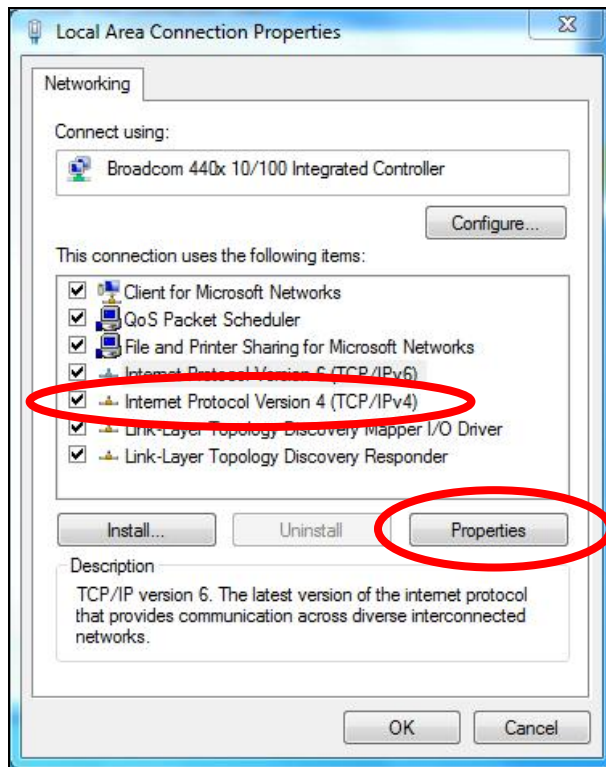 Local Area Connection Properties
Networking
Connect using:
Broadcom 440x 10/100 Integrated Controller
Configure...
This connection uses the following items:
Client for Microsoft Networks
QoS Packet Scheduler
File and Printer Sharing for Microsoft Networks
Internet Protocol Version 6 (TCP/IPv6)
Internet Protocol Version 4 (TCP/IPv4)
Link-Layer Topology Discovery Mapper I/O Driver
Link-Layer Topology Discovery Responder
Install...
Uninstall
Properties
Description
TCP/IP version 6. The latest version of the internet protocol
that provides communication across diverse interconnected
networks.
OK
Cancel